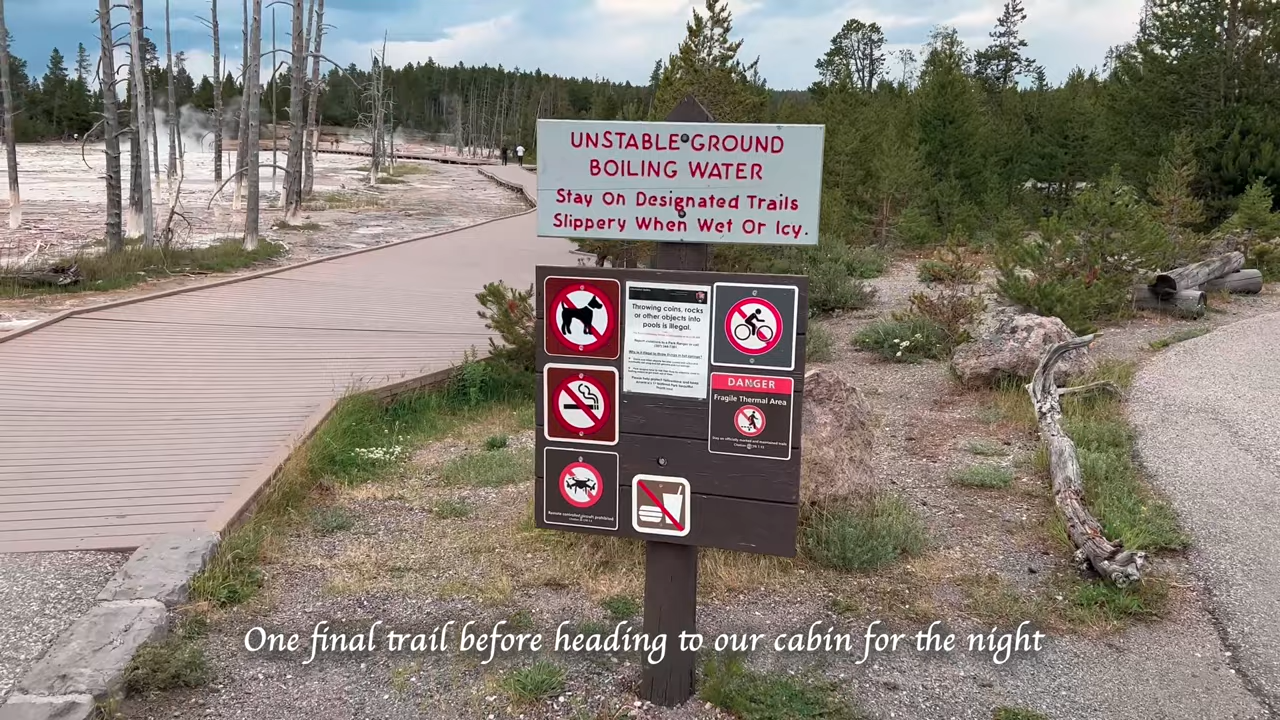 UNSTABLE GROUND
BOILING WATER
Stay On Designated Trails
Slippery When Wet Or Icy.
Throwing coins, rocks
or other objects into
pools is illegal.
DANGER
Fragile Thermal Area
One final trail before heading to our cabin for the night